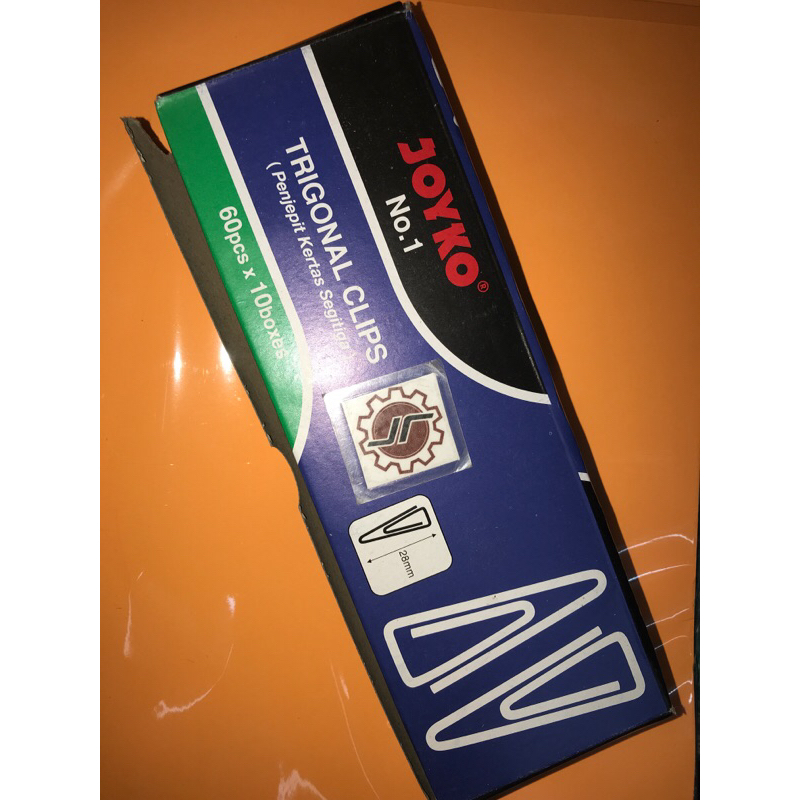 JOYKO®
No.1
TRIGONAL CLIPS
( Penjepit Kertas Segitiga )
60pcs x 10boxes
28mm